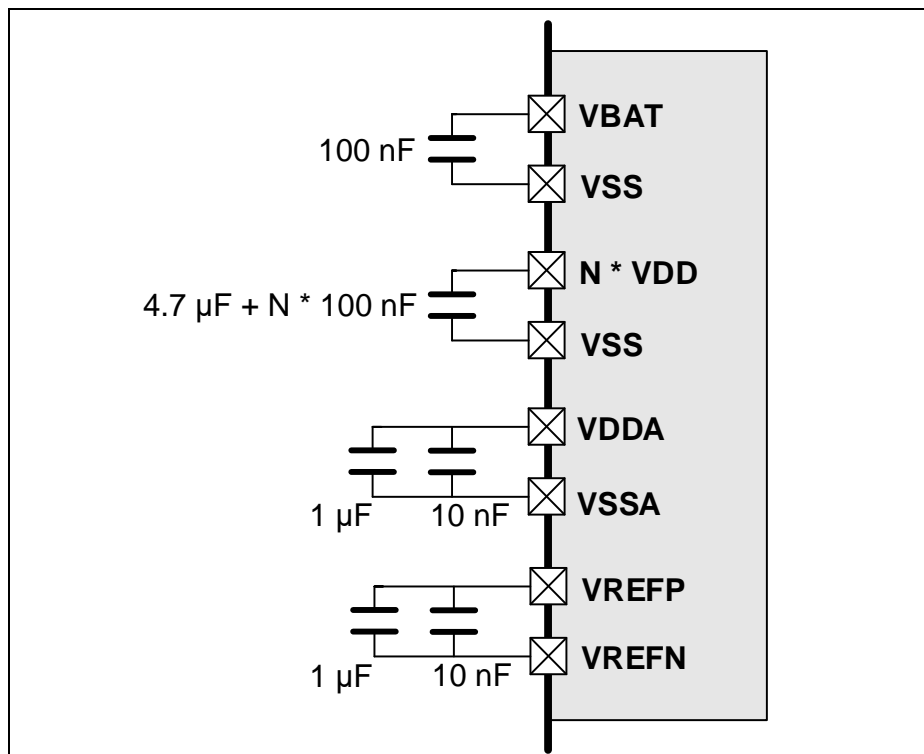 VBAT
100 nF
VSS
N * VDD
4.7 µF + N * 100 nF
VSS
VDDA
VSSA
1 µF 10 nF
VREFP
VREFN
1 µF 10 nF